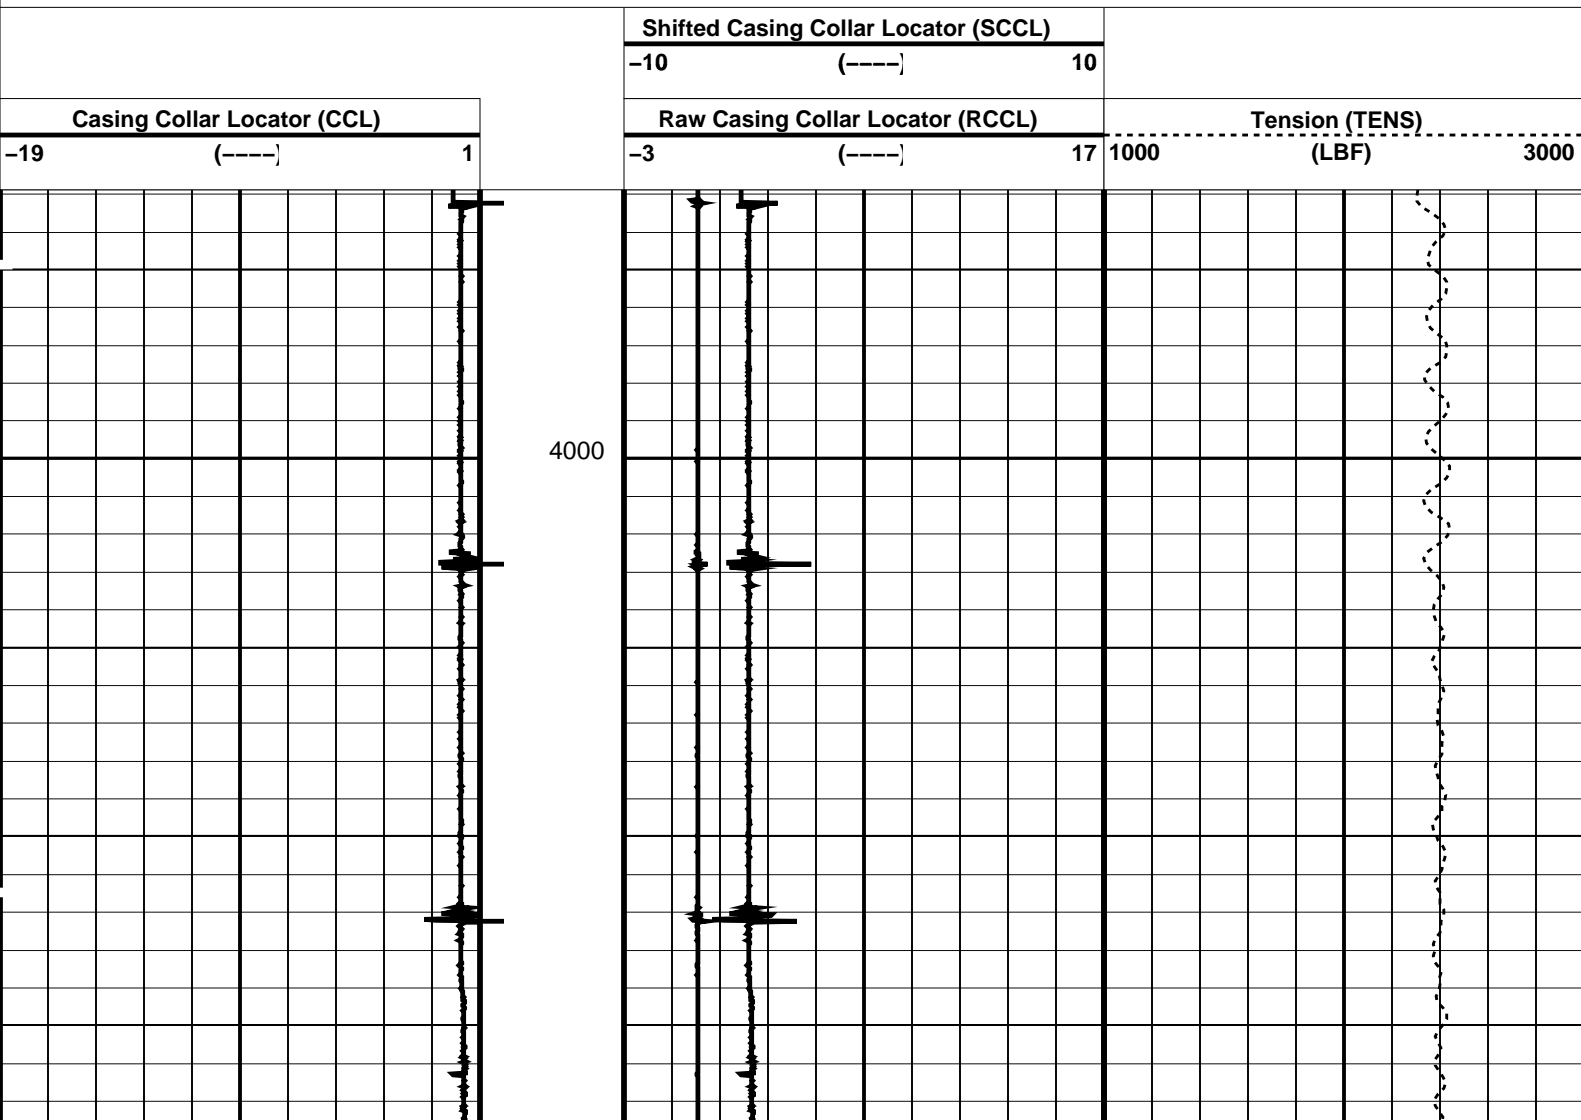 Shifted Casing Collar Locator (SCCL)
−10 (−−−−) 10
Casing Collar Locator (CCL)
−19 (−−−−) 1
Raw Casing Collar Locator (RCCL)
−3 (−−−−) 17
Tension (TENS)
1000 (LBF) 3000
4000